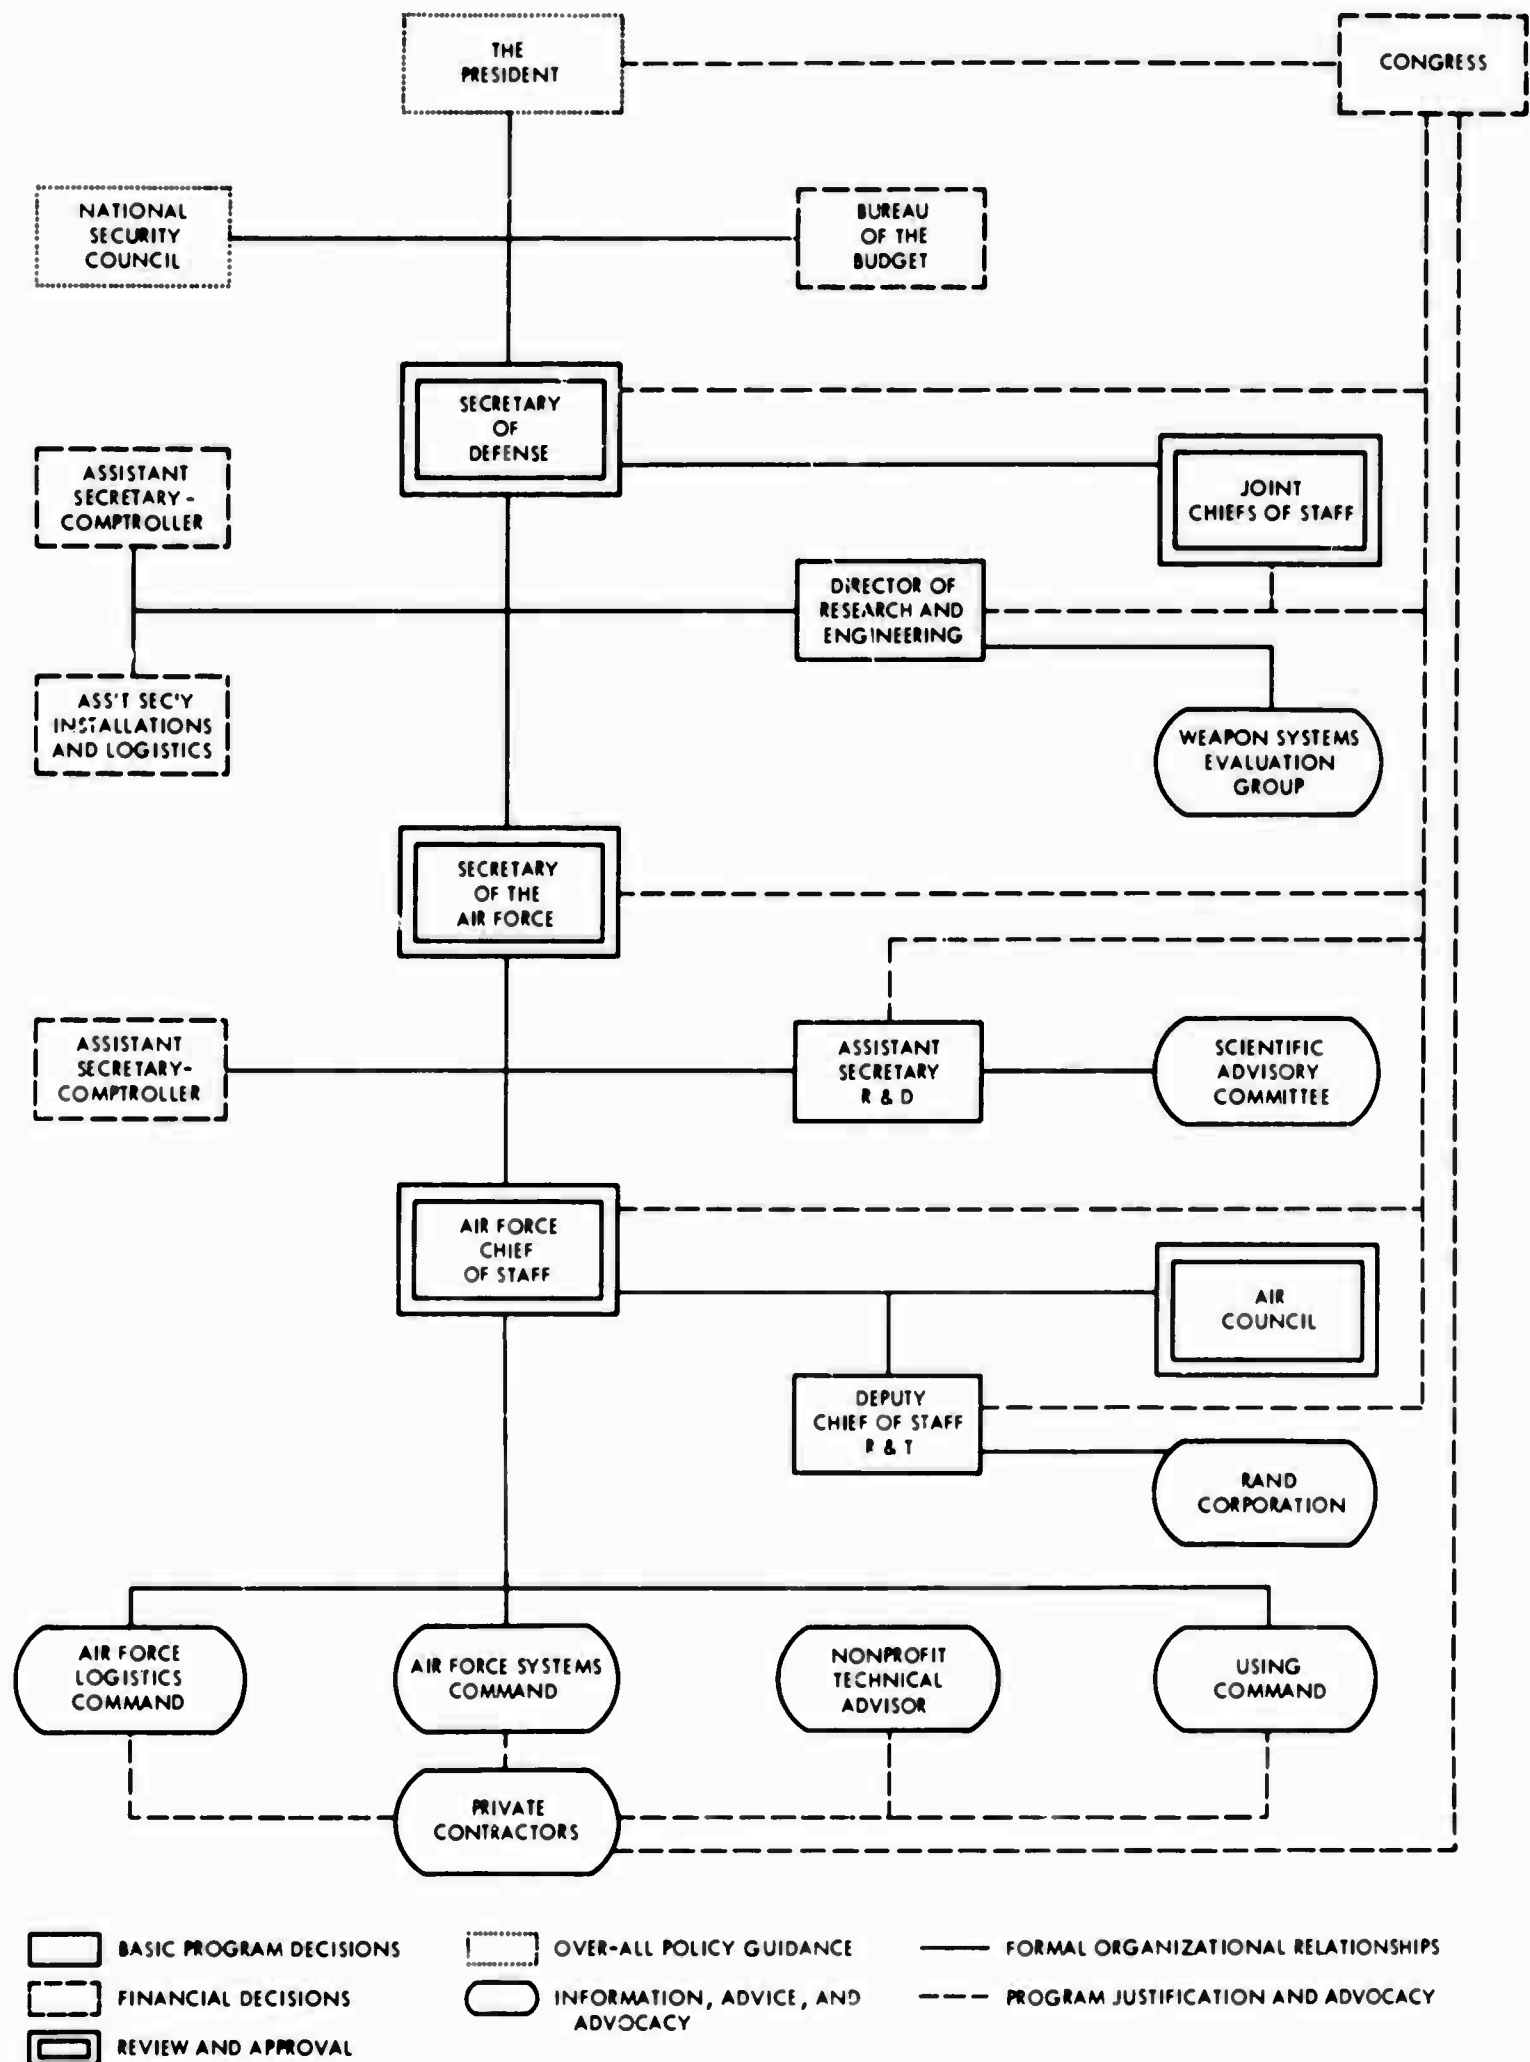 THE
PRESIDENT
CONGRESS
NATIONAL
SECURITY
COUNCIL
BUREAU
OF THE
BUDGET
SECRETARY
OF
DEFENSE
ASSISTANT
SECRETARY -
COMPTROLLER
JOINT
CHIEFS OF STAFF
DIRECTOR OF
RESEARCH AND
ENGINEERING
ASS'T SEC'Y
INSTALLATIONS
AND LOGISTICS
WEAPON SYSTEMS
EVALUATION
GROUP
SECRETARY
OF THE
AIR FORCE
ASSISTANT
SECRETARY-
COMPTROLLER
ASSISTANT
SECRETARY
R & D
SCIENTIFIC
ADVISORY
COMMITTEE
AIR FORCE
CHIEF
OF STAFF
AIR
COUNCIL
DEPUTY
CHIEF OF STAFF
R & T
RAND
CORPORATION
AIR FORCE
LOGISTICS
COMMAND
AIR FORCE SYSTEMS
COMMAND
NONPROFIT
TECHNICAL
ADVISOR
USING
COMMAND
PRIVATE
CONTRACTORS
BASIC PROGRAM DECISIONS
FINANCIAL DECISIONS
REVIEW AND APPROVAL
OVER-ALL POLICY GUIDANCE
INFORMATION, ADVICE, AND
ADVOCACY
FORMAL ORGANIZATIONAL RELATIONSHIPS
PROGRAM JUSTIFICATION AND ADVOCACY